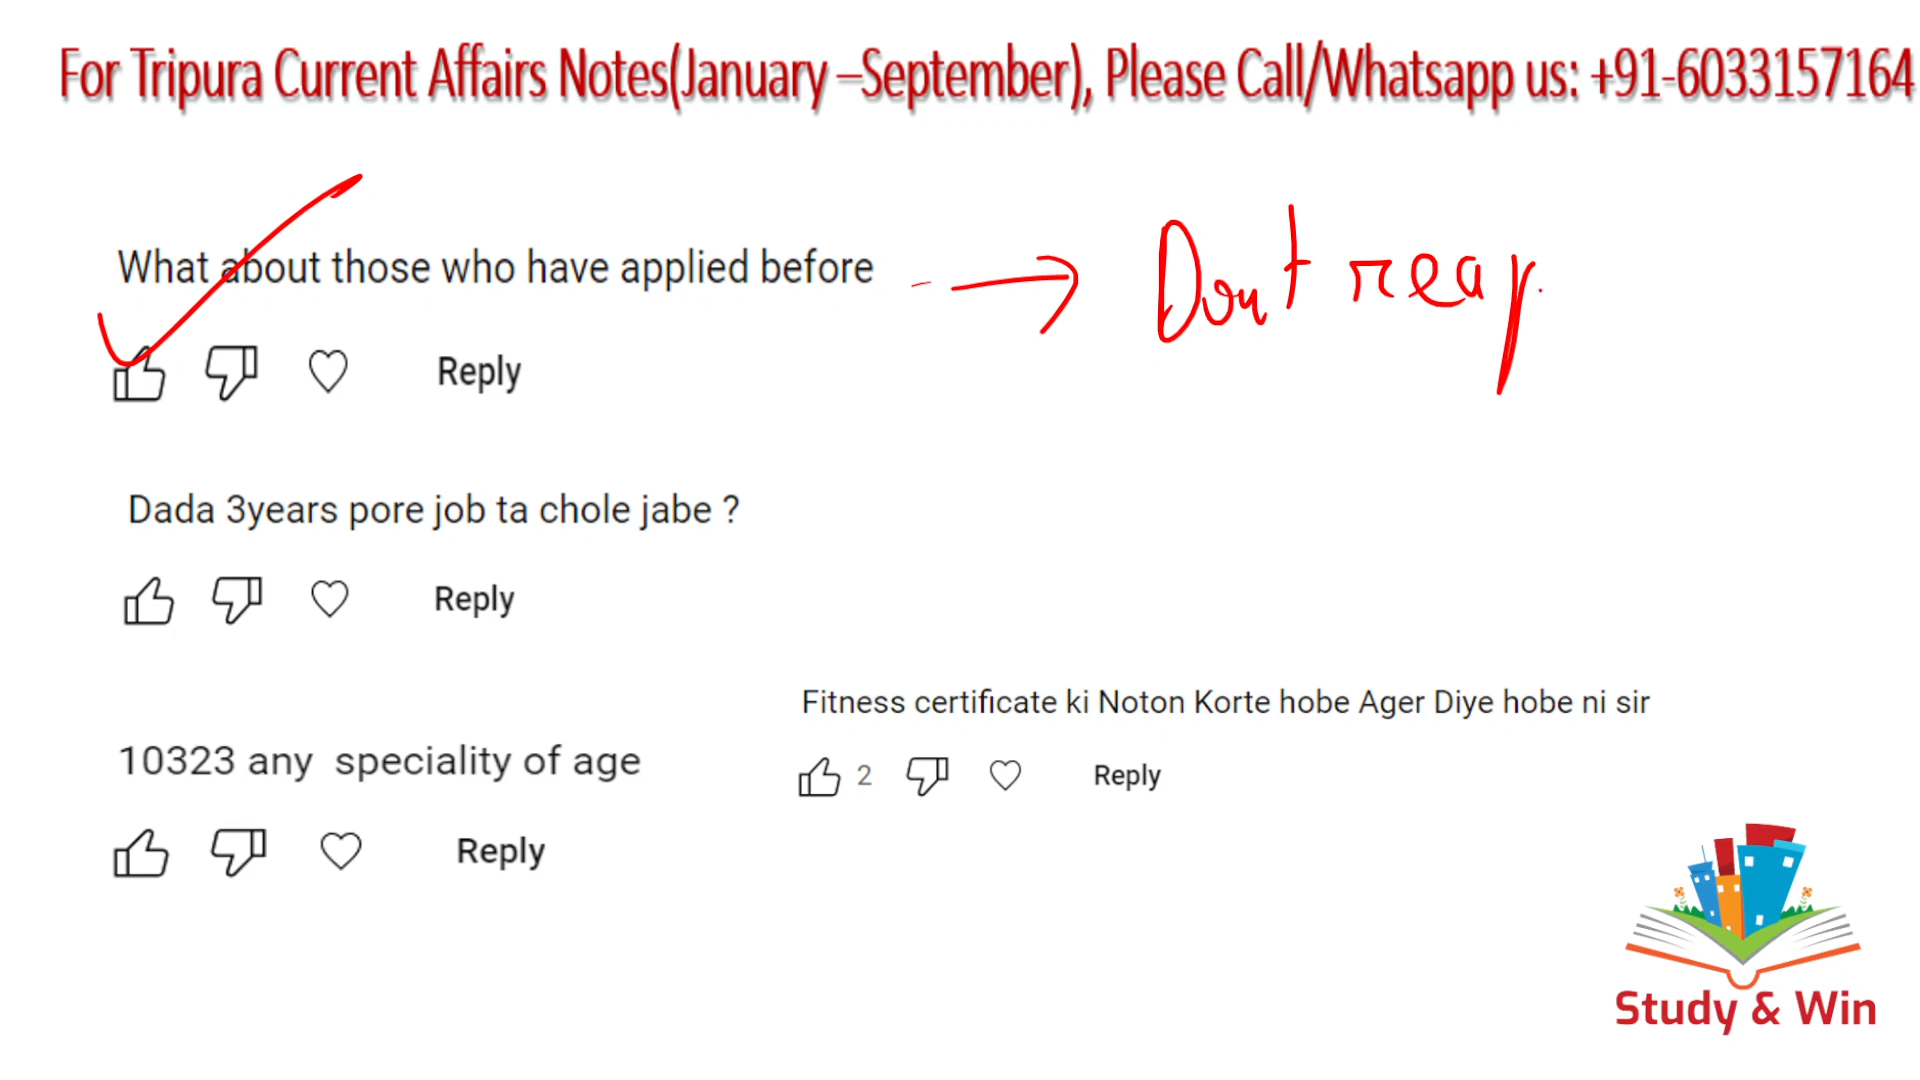 For Tripura Current Affairs Notes(January –September), Please Call/Whatsapp us: +91-6033157164
What about those who have applied before
Dont reap
Reply
Dada 3years pore job ta chole jabe ?
Reply
Fitness certificate ki Noton Korte hobe Ager Diye hobe ni sir
2 Reply
10323 any speciality of age
Reply
Study & Win